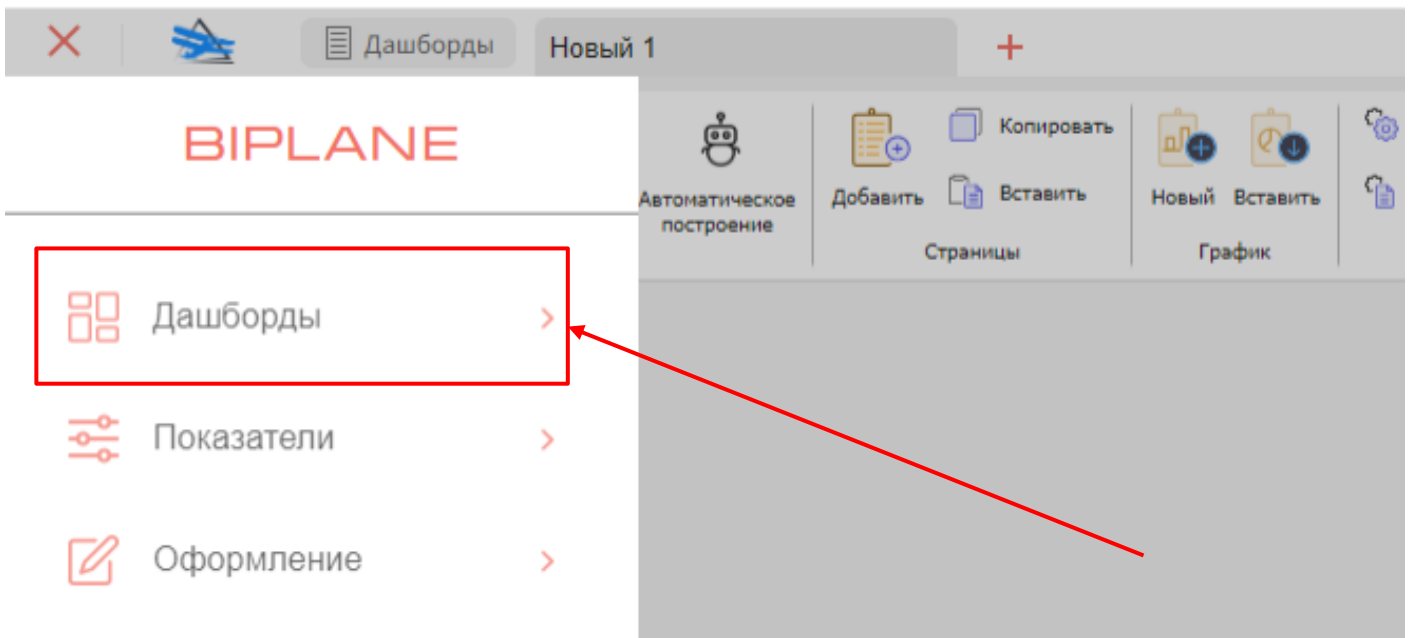 Дашборды
Новый 1
BIPLANE
Автоматическое
построение
Добавить
Копировать
Вставить
Страницы
Новый
Вставить
График
Дашборды
Показатели
Оформление